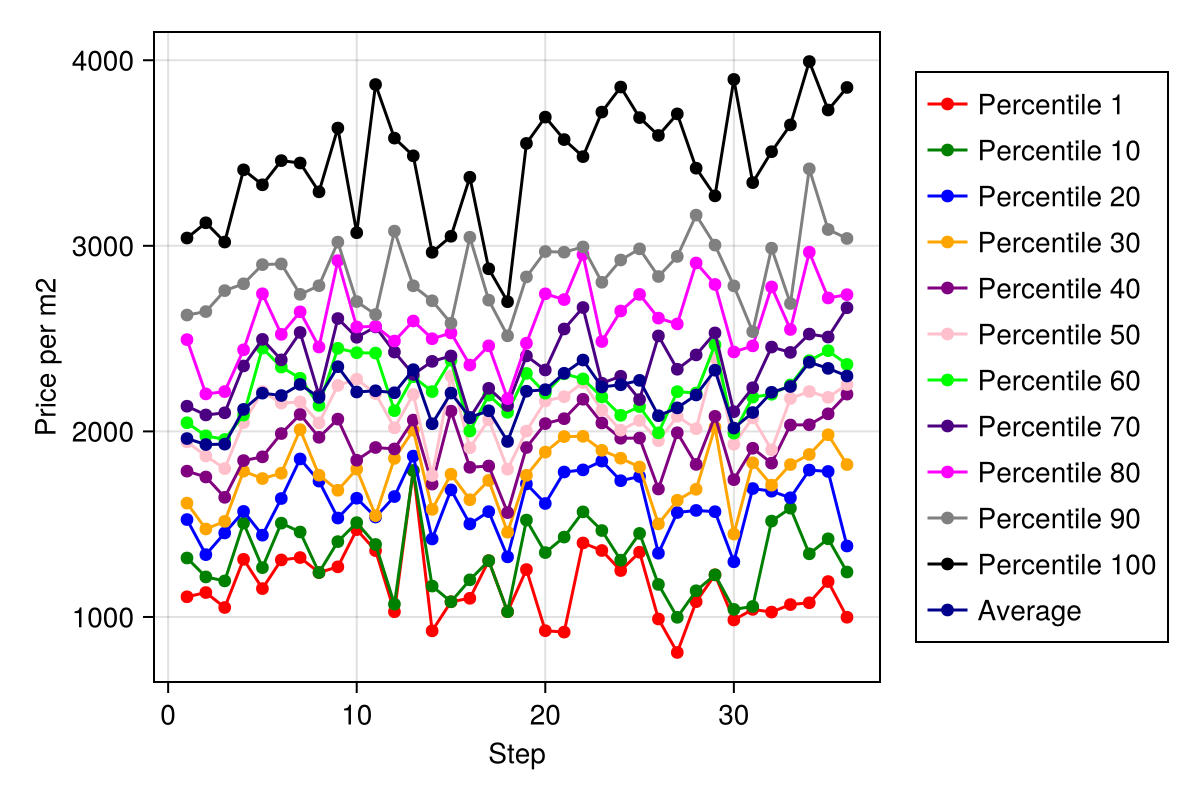 4000
3000
2000
1000
Price per m2
0
10
20
30
Step
Percentile 1
Percentile 10
Percentile 20
Percentile 30
Percentile 40
Percentile 50
Percentile 60
Percentile 70
Percentile 80
Percentile 90
Percentile 100
Average